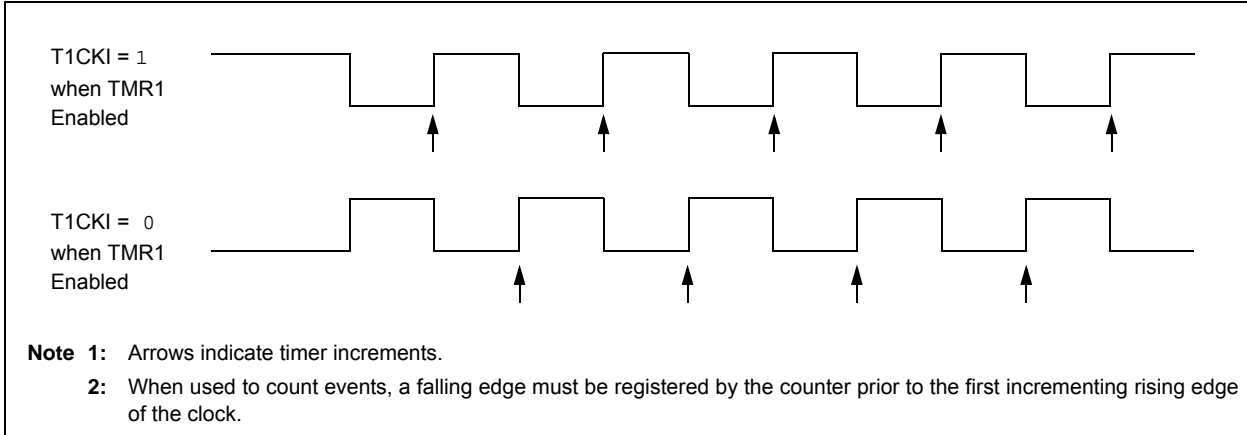 T1CKI = 1
when TMR1
Enabled
T1CKI = 0
when TMR1
Enabled
Note 1: Arrows indicate timer increments.
2: When used to count events, a falling edge must be registered by the counter prior to the first incrementing rising edge
of the clock.